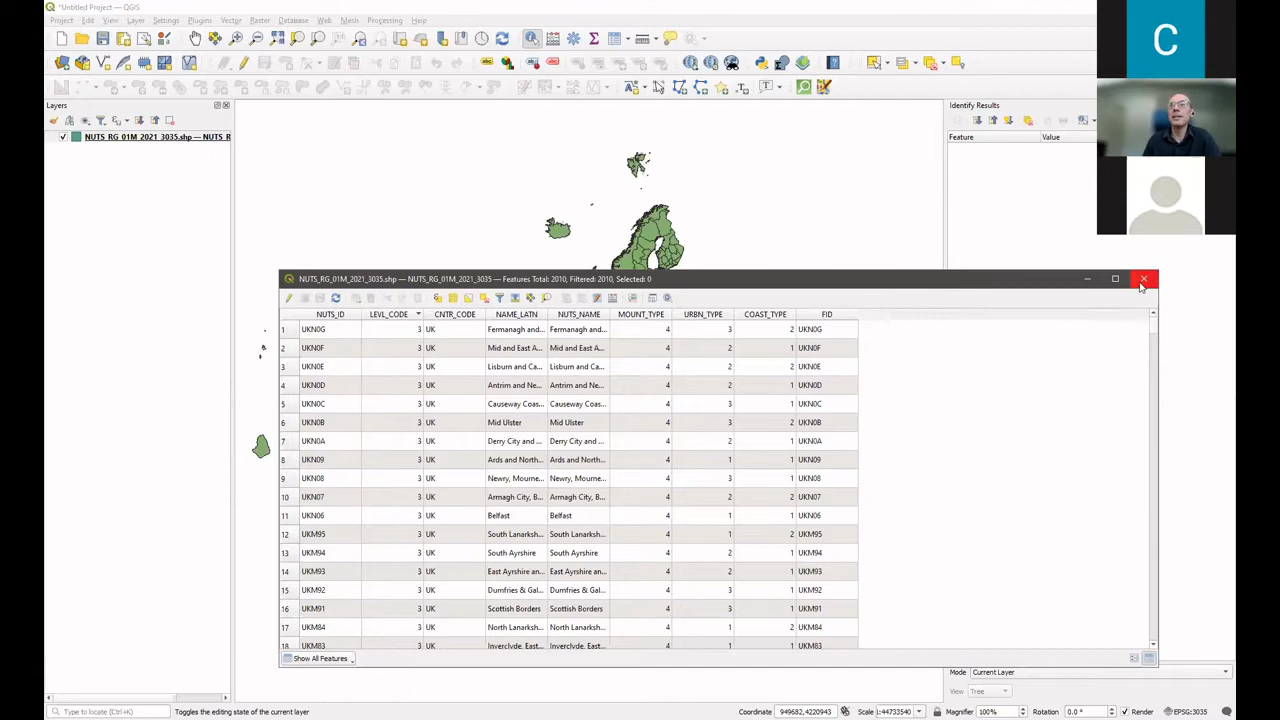 *Untitled Project — QGIS
Project Edit View Layer Settings Plugins Vector Raster Database Web Mesh Processing Help
C
Layers
NUTS_RG_01M_2021_3035.shp — NUTS_R
Identify Results
Feature Value
NUTS_RG_01M_2021_3035.shp — NUTS_RG_01M_2021_3035 — Features Total: 2010, Filtered: 2010, Selected: 0
NUTS_ID LEVL_CODE CNTR_CODE NAME_LATN NUTS_NAME MOUNT_TYPE URBN_TYPE COAST_TYPE FID
1 UKN0G 3 UK Fermanagh and... Fermanagh and... 4 3 2 UKN0G
2 UKN0F 3 UK Mid and East A... Mid and East A... 4 2 1 UKN0F
3 UKN0E 3 UK Lisburn and Ca... Lisburn and Ca... 4 2 2 UKN0E
4 UKN0D 3 UK Antrim and Ne... Antrim and Ne... 4 2 1 UKN0D
5 UKN0C 3 UK Causeway Coas... Causeway Coas... 4 3 1 UKN0C
6 UKN0B 3 UK Mid Ulster Mid Ulster 4 3 2 UKN0B
7 UKN0A 3 UK Derry City and ... Derry City and ... 4 2 1 UKN0A
8 UKN09 3 UK Ards and North... Ards and North... 4 1 1 UKN09
9 UKN08 3 UK Newry, Mourne... Newry, Mourne... 4 3 1 UKN08
10 UKN07 3 UK Armagh City, B... Armagh City, B... 4 2 2 UKN07
11 UKN06 3 UK Belfast Belfast 4 1 1 UKN06
12 UKM95 3 UK South Lanarksh... South Lanarksh... 4 1 2 UKM95
13 UKM94 3 UK South Ayrshire South Ayrshire 4 2 1 UKM94
14 UKM93 3 UK East Ayrshire an... East Ayrshire an... 4 2 1 UKM93
15 UKM92 3 UK Dumfries & Gal... Dumfries & Gal... 4 3 1 UKM92
16 UKM91 3 UK Scottish Borders Scottish Borders 4 3 1 UKM91
17 UKM84 3 UK North Lanarksh... North Lanarksh... 4 1 2 UKM84
18 UKM83 3 UK Inverclyde, East... Inverclyde, East... 4 1 1 UKM83
Show All Features
Mode Current Layer
View Tree
Type to locate (Ctrl+K) Toggles the editing state of the current layer Coordinate 949682,4220943 Scale 1:44733540 Magnifier 100% Rotation 0.0 ° Render EPSG:3035